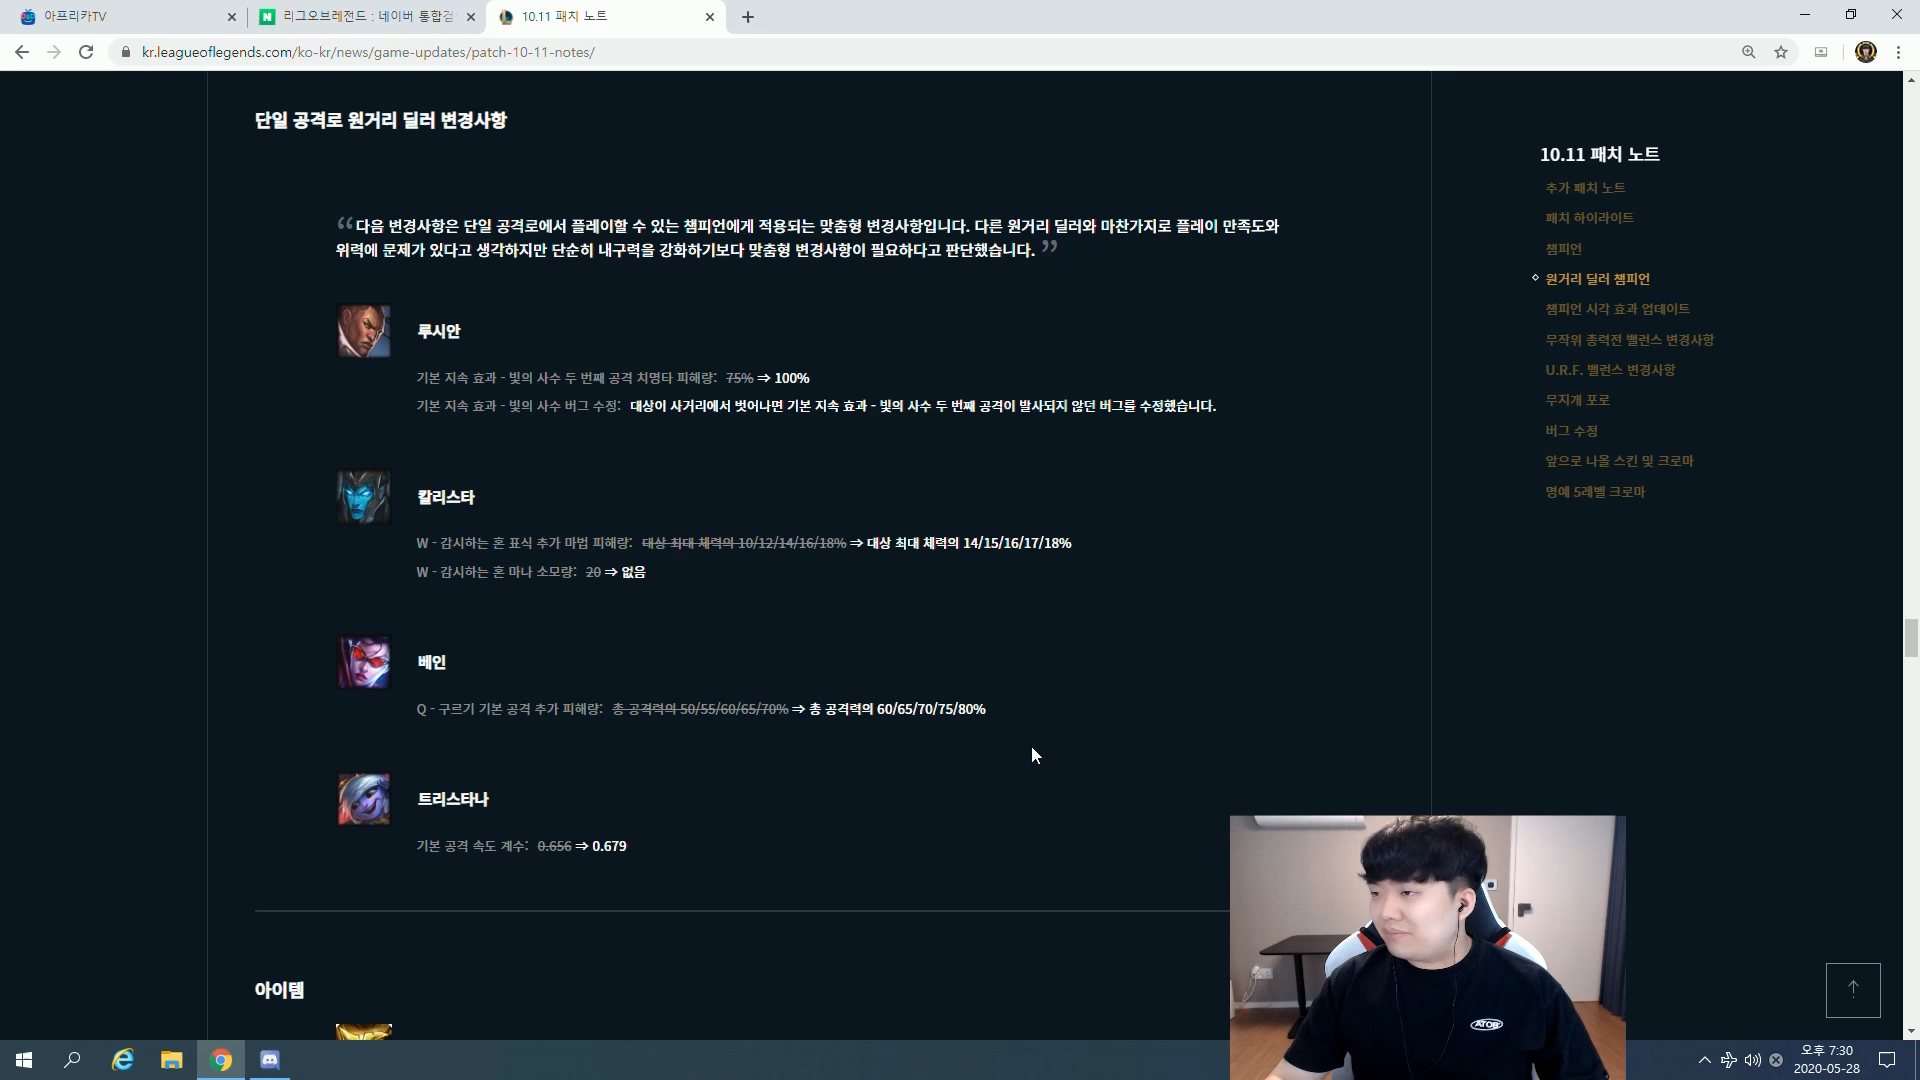 아프리카TV
리그오브레전드 : 네이버 통합검
10.11 패치 노트
kr.leagueoflegends.com/ko-kr/news/game-updates/patch-10-11-notes/
단일 공격로 원거리 딜러 변경사항
“다음 변경사항은 단일 공격로에서 플레이할 수 있는 챔피언에게 적용되는 맞춤형 변경사항입니다. 다른 원거리 딜러와 마찬가지로 플레이 만족도와
위력에 문제가 있다고 생각하지만 단순히 내구력을 강화하기보다 맞춤형 변경사항이 필요하다고 판단했습니다. ”
루시안
기본 지속 효과 - 빛의 사수 두 번째 공격 치명타 피해량: 75% ⇒ 100%
기본 지속 효과 - 빛의 사수 버그 수정: 대상이 사거리에서 벗어나면 기본 지속 효과 - 빛의 사수 두 번째 공격이 발사되지 않던 버그를 수정했습니다.
칼리스타
W - 감시하는 혼 표식 추가 마법 피해량: 대상 최대 체력의 10/12/14/16/18% ⇒ 대상 최대 체력의 14/15/16/17/18%
W - 감시하는 혼 마나 소모량: 20 ⇒ 없음
베인
Q - 구르기 기본 공격 추가 피해량: 총 공격력의 50/55/60/65/70% ⇒ 총 공격력의 60/65/70/75/80%
트리스타나
기본 공격 속도 계수: 0.656 ⇒ 0.679
아이템
10.11 패치 노트
추가 패치 노트
패치 하이라이트
챔피언
원거리 딜러 챔피언
챔피언 시각 효과 업데이트
무작위 총력전 밸런스 변경사항
U.R.F. 밸런스 변경사항
무지개 포로
버그 수정
앞으로 나올 스킨 및 크로마
명예 5레벨 크로마
ATOB
오후 7:30
2020-05-28